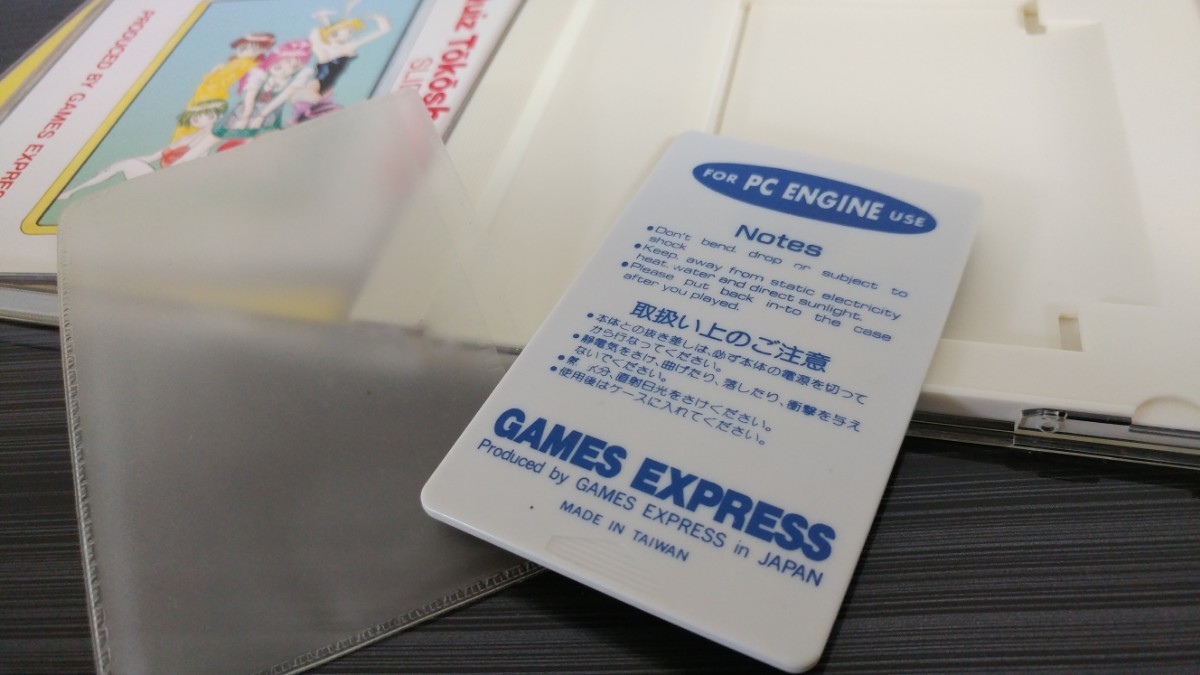 PRODUCED BY GAMES EXPRES
uiz Tōkōsh
SU
FOR PC ENGINE USE
Notes
●Don't bend. drop or subject to
shock
●Keep. away from static electricity
heat. water and direct sunlight.
●Please put back in-to the case
after you played.
取扱い上のご注意
●本体との抜き差しは、必ず本体の電源を切って
から行なってください。
●静電気をさけ、曲げたり、落したり、衝撃を与え
ないでください。
●熱、水分、直射日光をさけください。
●使用後はケースに入れてください。
GAMES EXPRESS
Produced by GAMES EXPRESS in JAPAN
MADE IN TAIWAN